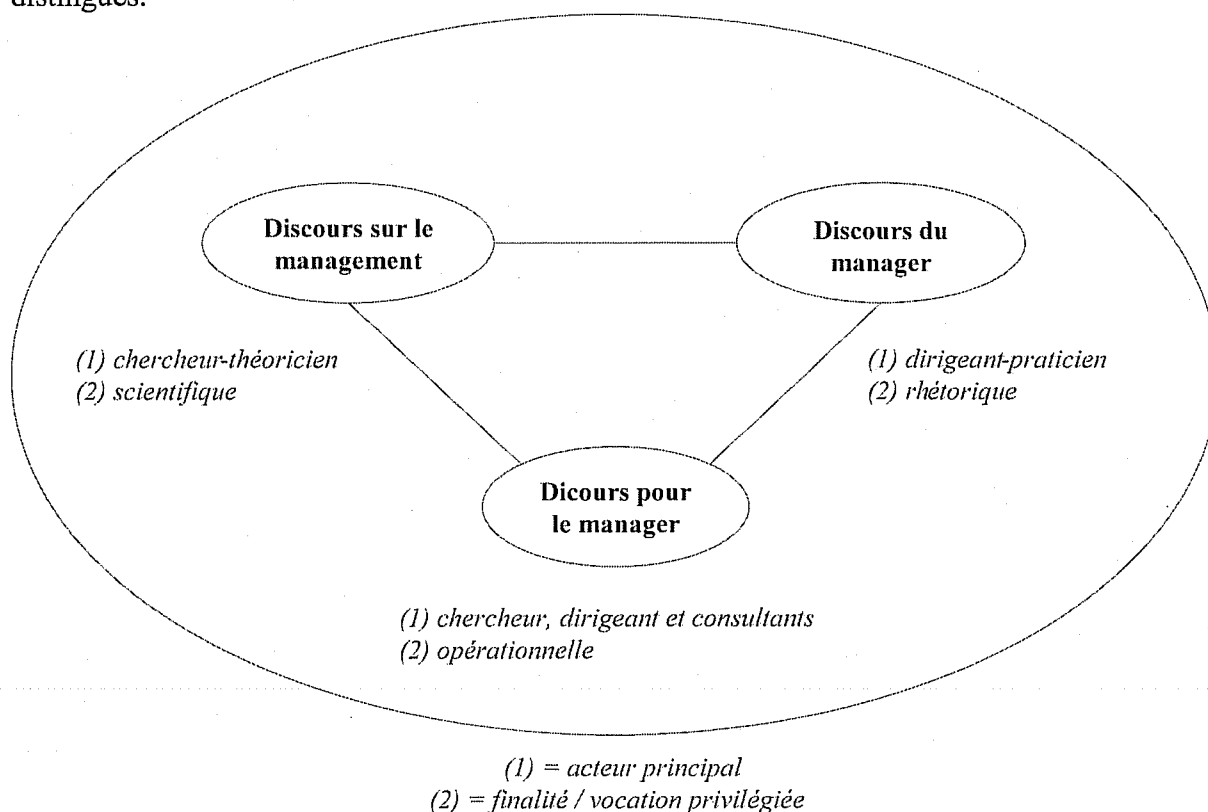 distingués.
Discours sur le
management
Discours du
manager
(1) chercheur-théoricien
(2) scientifique
(1) dirigeant-praticien
(2) rhétorique
Dicours pour
le manager
(1) chercheur, dirigeant et consultants
(2) opérationnelle
(1) = acteur principal
(2) = finalité / vocation privilégiée